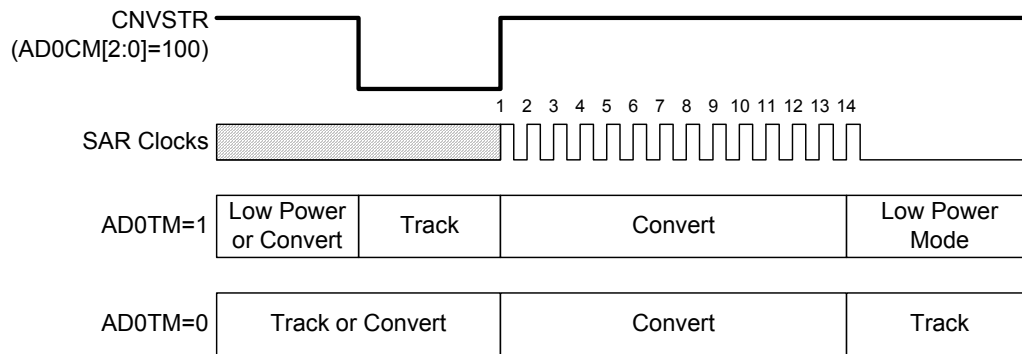 CNVSTR
(AD0CM[2:0]=100)
1 2 3 4 5 6 7 8 9 10 11 12 13 14
SAR Clocks
AD0TM=1
Low Power
or Convert
Track
Convert
Low Power
Mode
AD0TM=0
Track or Convert
Convert
Track